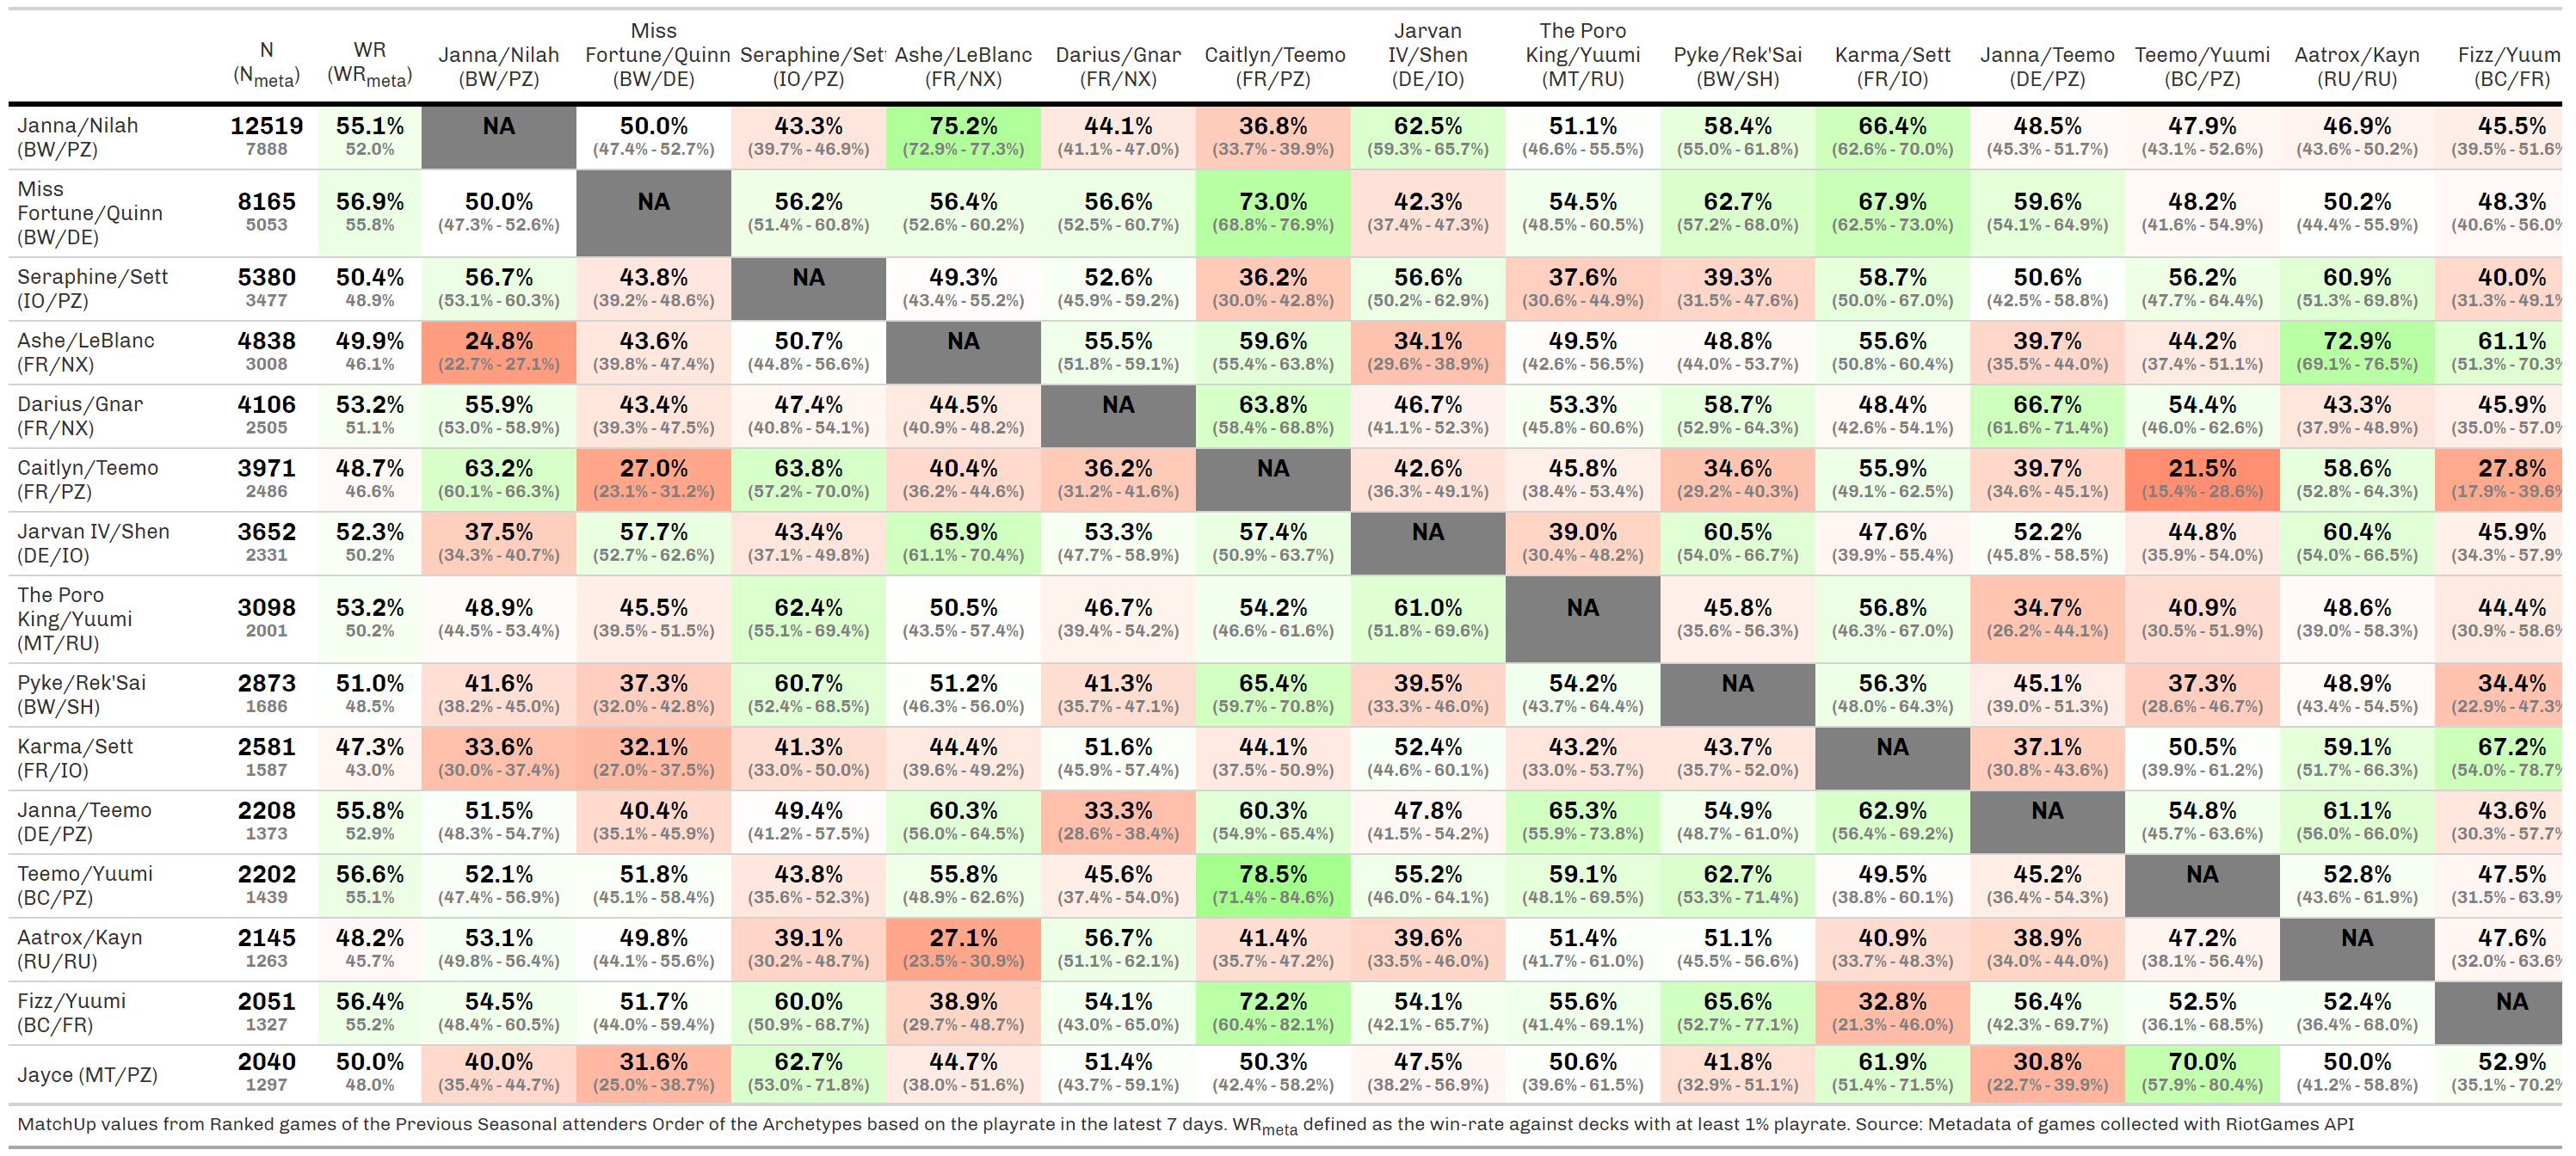 N (N_meta) WR (WR_meta) Janna/Nilah (BW/PZ) Miss Fortune/Quinn (BW/DE) Seraphine/Set (IO/PZ) Ashe/LeBlanc (FR/NX) Darius/Gnar (FR/NX) Caitlyn/Teemo (FR/PZ) Jarvan IV/Shen (DE/IO) The Poro King/Yuumi (MT/RU) Pyke/Rek'Sai (BW/SH) Karma/Sett (FR/IO) Janna/Teemo (DE/PZ) Teemo/Yuumi (BC/PZ) Aatrox/Kayn (RU/RU) Fizz/Yuum (BC/FR)
Janna/Nilah 12519 55.1% NA 50.0% 43.3% 75.2% 44.1% 36.8% 62.5% 51.1% 58.4% 66.4% 48.5% 47.9% 46.9% 45.5%
(BW/PZ) 7888 52.0% (47.4% - 52.7%) (39.7% - 46.9%) (72.9% - 77.3%) (41.1% - 47.0%) (33.7% - 39.9%) (59.3% - 65.7%) (46.6% - 55.5%) (55.0% - 61.8%) (62.6% - 70.0%) (45.3% - 51.7%) (43.1% - 52.6%) (43.6% - 50.2%) (39.5% - 51.6%
Miss
Fortune/Quinn 8165 56.9% 50.0% NA 56.2% 56.4% 56.6% 73.0% 42.3% 54.5% 62.7% 67.9% 59.6% 48.2% 50.2% 48.3%
(BW/DE) 5053 55.8% (47.3% - 52.6%) (51.4% - 60.8%) (52.6% - 60.2%) (52.5% - 60.7%) (68.8% - 76.9%) (37.4% - 47.3%) (48.5% - 60.5%) (57.2% - 68.0%) (62.5% - 73.0%) (54.1% - 64.9%) (41.6% - 54.9%) (44.4% - 55.9%) (40.6% - 56.0%
Seraphine/Sett 5380 50.4% 56.7% 43.8% NA 49.3% 52.6% 36.2% 56.6% 37.6% 39.3% 58.7% 50.6% 56.2% 60.9% 40.0%
(IO/PZ) 3477 48.9% (53.1% - 60.3%) (39.2% - 48.6%) (43.4% - 55.2%) (45.9% - 59.2%) (30.0% - 42.8%) (50.2% - 62.9%) (30.6% - 44.9%) (31.5% - 47.6%) (50.0% - 67.0%) (42.5% - 58.8%) (47.7% - 64.4%) (51.3% - 69.8%) (31.3% - 49.1%
Ashe/LeBlanc 4838 49.9% 24.8% 43.6% 50.7% NA 55.5% 59.6% 34.1% 49.5% 48.8% 55.6% 39.7% 44.2% 72.9% 61.1%
(FR/NX) 3008 46.1% (22.7% - 27.1%) (39.8% - 47.4%) (44.8% - 56.6%) (51.8% - 59.1%) (55.4% - 63.8%) (29.6% - 38.9%) (42.6% - 56.5%) (44.0% - 53.7%) (50.8% - 60.4%) (35.5% - 44.0%) (37.4% - 51.1%) (69.1% - 76.5%) (51.3% - 70.3%
Darius/Gnar 4106 53.2% 55.9% 43.4% 47.4% 44.5% NA 63.8% 46.7% 53.3% 58.7% 48.4% 66.7% 54.4% 43.3% 45.9%
(FR/NX) 2505 51.1% (53.0% - 58.9%) (39.3% - 47.5%) (40.8% - 54.1%) (40.9% - 48.2%) (58.4% - 68.8%) (41.1% - 52.3%) (45.8% - 60.6%) (52.9% - 64.3%) (42.6% - 54.1%) (61.6% - 71.4%) (46.0% - 62.6%) (37.9% - 48.9%) (35.0% - 57.0%
Caitlyn/Teemo 3971 48.7% 63.2% 27.0% 63.8% 40.4% 36.2% NA 42.6% 45.8% 34.6% 55.9% 39.7% 21.5% 58.6% 27.8%
(FR/PZ) 2486 46.6% (60.1% - 66.3%) (23.1% - 31.2%) (57.2% - 70.0%) (36.2% - 44.6%) (31.2% - 41.6%) (36.3% - 49.1%) (38.4% - 53.4%) (29.2% - 40.3%) (49.1% - 62.5%) (34.6% - 45.1%) (15.4% - 28.6%) (52.8% - 64.3%) (17.9% - 39.6%
Jarvan IV/Shen 3652 52.3% 37.5% 57.7% 43.4% 65.9% 53.3% 57.4% NA 39.0% 60.5% 47.6% 52.2% 44.8% 60.4% 45.9%
(DE/IO) 2331 50.2% (34.3% - 40.7%) (52.7% - 62.6%) (37.1% - 49.8%) (61.1% - 70.4%) (47.7% - 58.9%) (50.9% - 63.7%) (30.4% - 48.2%) (54.0% - 66.7%) (39.9% - 55.4%) (45.8% - 58.5%) (35.9% - 54.0%) (54.0% - 66.5%) (34.3% - 57.9%
The Poro
King/Yuumi 3098 53.2% 48.9% 45.5% 62.4% 50.5% 46.7% 54.2% 61.0% NA 45.8% 56.8% 34.7% 40.9% 48.6% 44.4%
(MT/RU) 2001 50.2% (44.5% - 53.4%) (39.5% - 51.5%) (55.1% - 69.4%) (43.5% - 57.4%) (39.4% - 54.2%) (46.6% - 61.6%) (51.8% - 69.6%) (35.6% - 56.3%) (46.3% - 67.0%) (26.2% - 44.1%) (30.5% - 51.9%) (39.0% - 58.3%) (30.9% - 58.6%
Pyke/Rek'Sai 2873 51.0% 41.6% 37.3% 60.7% 51.2% 41.3% 65.4% 39.5% 54.2% NA 56.3% 45.1% 37.3% 48.9% 34.4%
(BW/SH) 1686 48.5% (38.2% - 45.0%) (32.0% - 42.8%) (52.4% - 68.5%) (46.3% - 56.0%) (35.7% - 47.1%) (59.7% - 70.8%) (33.3% - 46.0%) (43.7% - 64.4%) (48.0% - 64.3%) (39.0% - 51.3%) (28.6% - 46.7%) (43.4% - 54.5%) (22.9% - 47.3%
Karma/Sett 2581 47.3% 33.6% 32.1% 41.3% 44.4% 51.6% 44.1% 52.4% 43.2% 43.7% NA 37.1% 50.5% 59.1% 67.2%
(FR/IO) 1587 43.0% (30.0% - 37.4%) (27.0% - 37.5%) (33.0% - 50.0%) (39.6% - 49.2%) (45.9% - 57.4%) (37.5% - 50.9%) (44.6% - 60.1%) (33.0% - 53.7%) (35.7% - 52.0%) (30.8% - 43.6%) (39.9% - 61.2%) (51.7% - 66.3%) (54.0% - 78.7%
Janna/Teemo 2208 55.8% 51.5% 40.4% 49.4% 60.3% 33.3% 60.3% 47.8% 65.3% 54.9% 62.9% NA 54.8% 61.1% 43.6%
(DE/PZ) 1373 52.9% (48.3% - 54.7%) (35.1% - 45.9%) (41.2% - 57.5%) (56.0% - 64.5%) (28.6% - 38.4%) (54.9% - 65.4%) (41.5% - 54.2%) (55.9% - 73.8%) (48.7% - 61.0%) (56.4% - 69.2%) (45.7% - 63.6%) (56.0% - 66.0%) (30.3% - 57.7%
Teemo/Yuumi 2202 56.6% 52.1% 51.8% 43.8% 55.8% 45.6% 78.5% 55.2% 59.1% 62.7% 49.5% 45.2% NA 52.8% 47.5%
(BC/PZ) 1439 55.1% (47.4% - 56.9%) (45.1% - 58.4%) (35.6% - 52.3%) (48.9% - 62.6%) (37.4% - 54.0%) (71.4% - 84.6%) (46.0% - 64.1%) (48.1% - 69.5%) (53.3% - 71.4%) (38.8% - 60.1%) (36.4% - 54.3%) (43.6% - 61.9%) (31.5% - 63.9%
Aatrox/Kayn 2145 48.2% 53.1% 49.8% 39.1% 27.1% 56.7% 41.4% 39.6% 51.4% 51.1% 40.9% 38.9% 47.2% NA 47.6%
(RU/RU) 1263 45.7% (49.8% - 56.4%) (44.1% - 55.6%) (30.2% - 48.7%) (23.5% - 30.9%) (51.1% - 62.1%) (35.7% - 47.2%) (33.5% - 46.0%) (41.7% - 61.0%) (45.5% - 56.6%) (33.7% - 48.3%) (34.0% - 44.0%) (38.1% - 56.4%) (32.0% - 63.6%
Fizz/Yuumi 2051 56.4% 54.5% 51.7% 60.0% 38.9% 54.1% 72.2% 54.1% 55.6% 65.6% 32.8% 56.4% 52.5% 52.4% NA
(BC/FR) 1327 55.2% (48.4% - 60.5%) (44.0% - 59.4%) (50.9% - 68.7%) (29.7% - 48.7%) (43.0% - 65.0%) (60.4% - 82.1%) (42.1% - 65.7%) (41.4% - 69.1%) (52.7% - 77.1%) (21.3% - 46.0%) (42.3% - 69.7%) (36.1% - 68.5%) (36.4% - 68.0%)
Jayce (MT/PZ) 2040 50.0% 40.0% 31.6% 62.7% 44.7% 51.4% 50.3% 47.5% 50.6% 41.8% 61.9% 30.8% 70.0% 50.0% 52.9%
1297 48.0% (35.4% - 44.7%) (25.0% - 38.7%) (53.0% - 71.8%) (38.0% - 51.6%) (43.7% - 59.1%) (42.4% - 58.2%) (38.2% - 56.9%) (39.6% - 61.5%) (32.9% - 51.1%) (51.4% - 71.5%) (22.7% - 39.9%) (57.9% - 80.4%) (41.2% - 58.8%) (35.1% - 70.2%
MatchUp values from Ranked games of the Previous Seasonal attenders Order of the Archetypes based on the playrate in the latest 7 days. WR_meta defined as the win-rate against decks with at least 1% playrate. Source: Metadata of games collected with RiotGames API